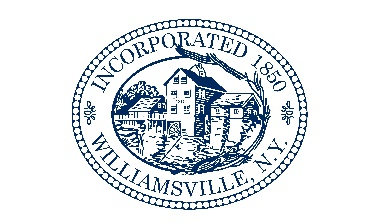 INCORPORATED 1850
WILLIAMSVILLE, N.Y.